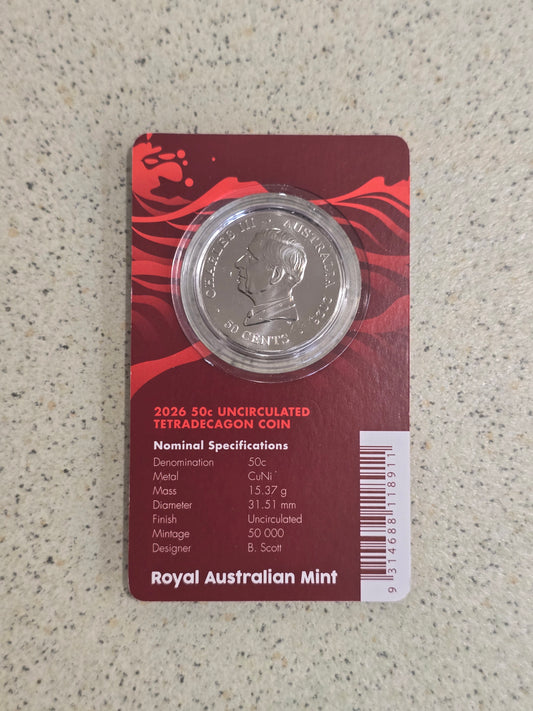 CHARLES III · AUSTRALIA 2026 ·
50 CENTS
2026 50c UNCIRCULATED
TETRADECAGON COIN
Nominal Specifications
Denomination 50c
Metal CuNi
Mass 15.37 g
Diameter 31.51 mm
Finish Uncirculated
Mintage 50 000
Designer B. Scott
Royal Australian Mint
9 314688 118911